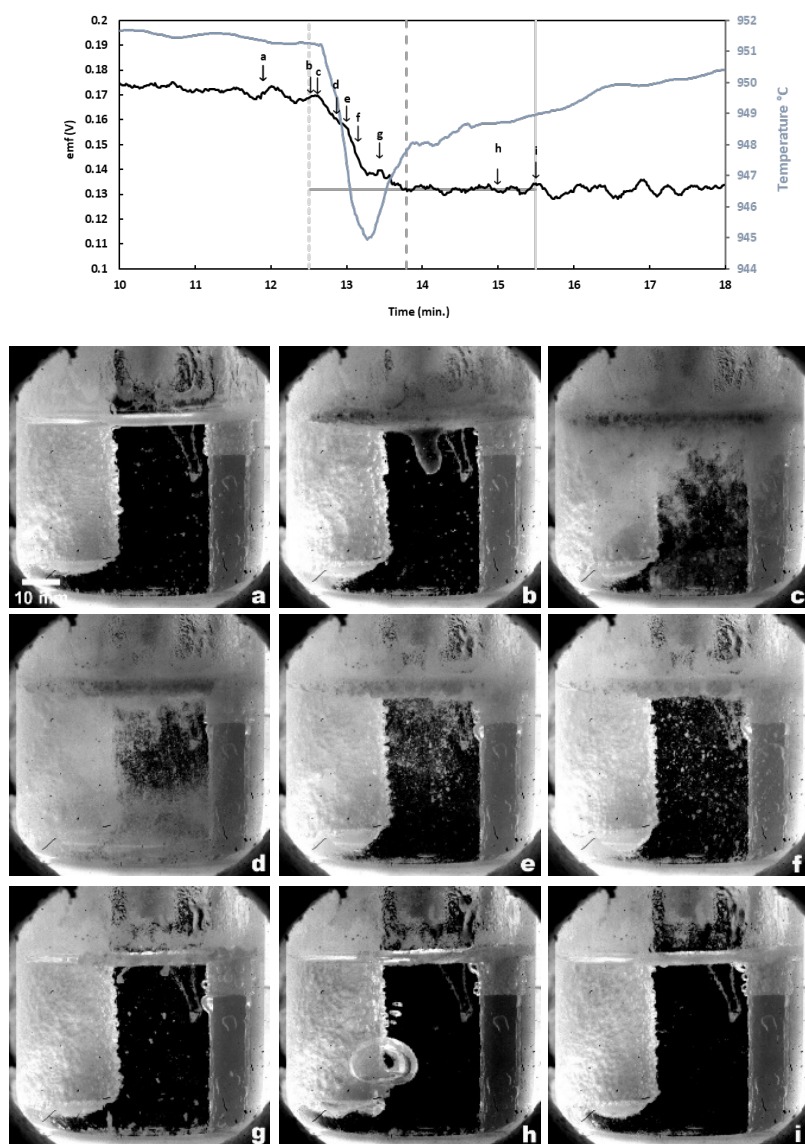 0.2
0.19
0.18
0.17
0.16
0.15
0.14
0.13
0.12
0.11
0.1
emf (V)
a
b
c
d
e
f
g
h
i
952
951
950
949
948
947
946
945
944
Temperature °C
10
11
12
13
14
15
16
17
18
Time (min.)
10 mm
a
b
c
d
e
f
g
h
i